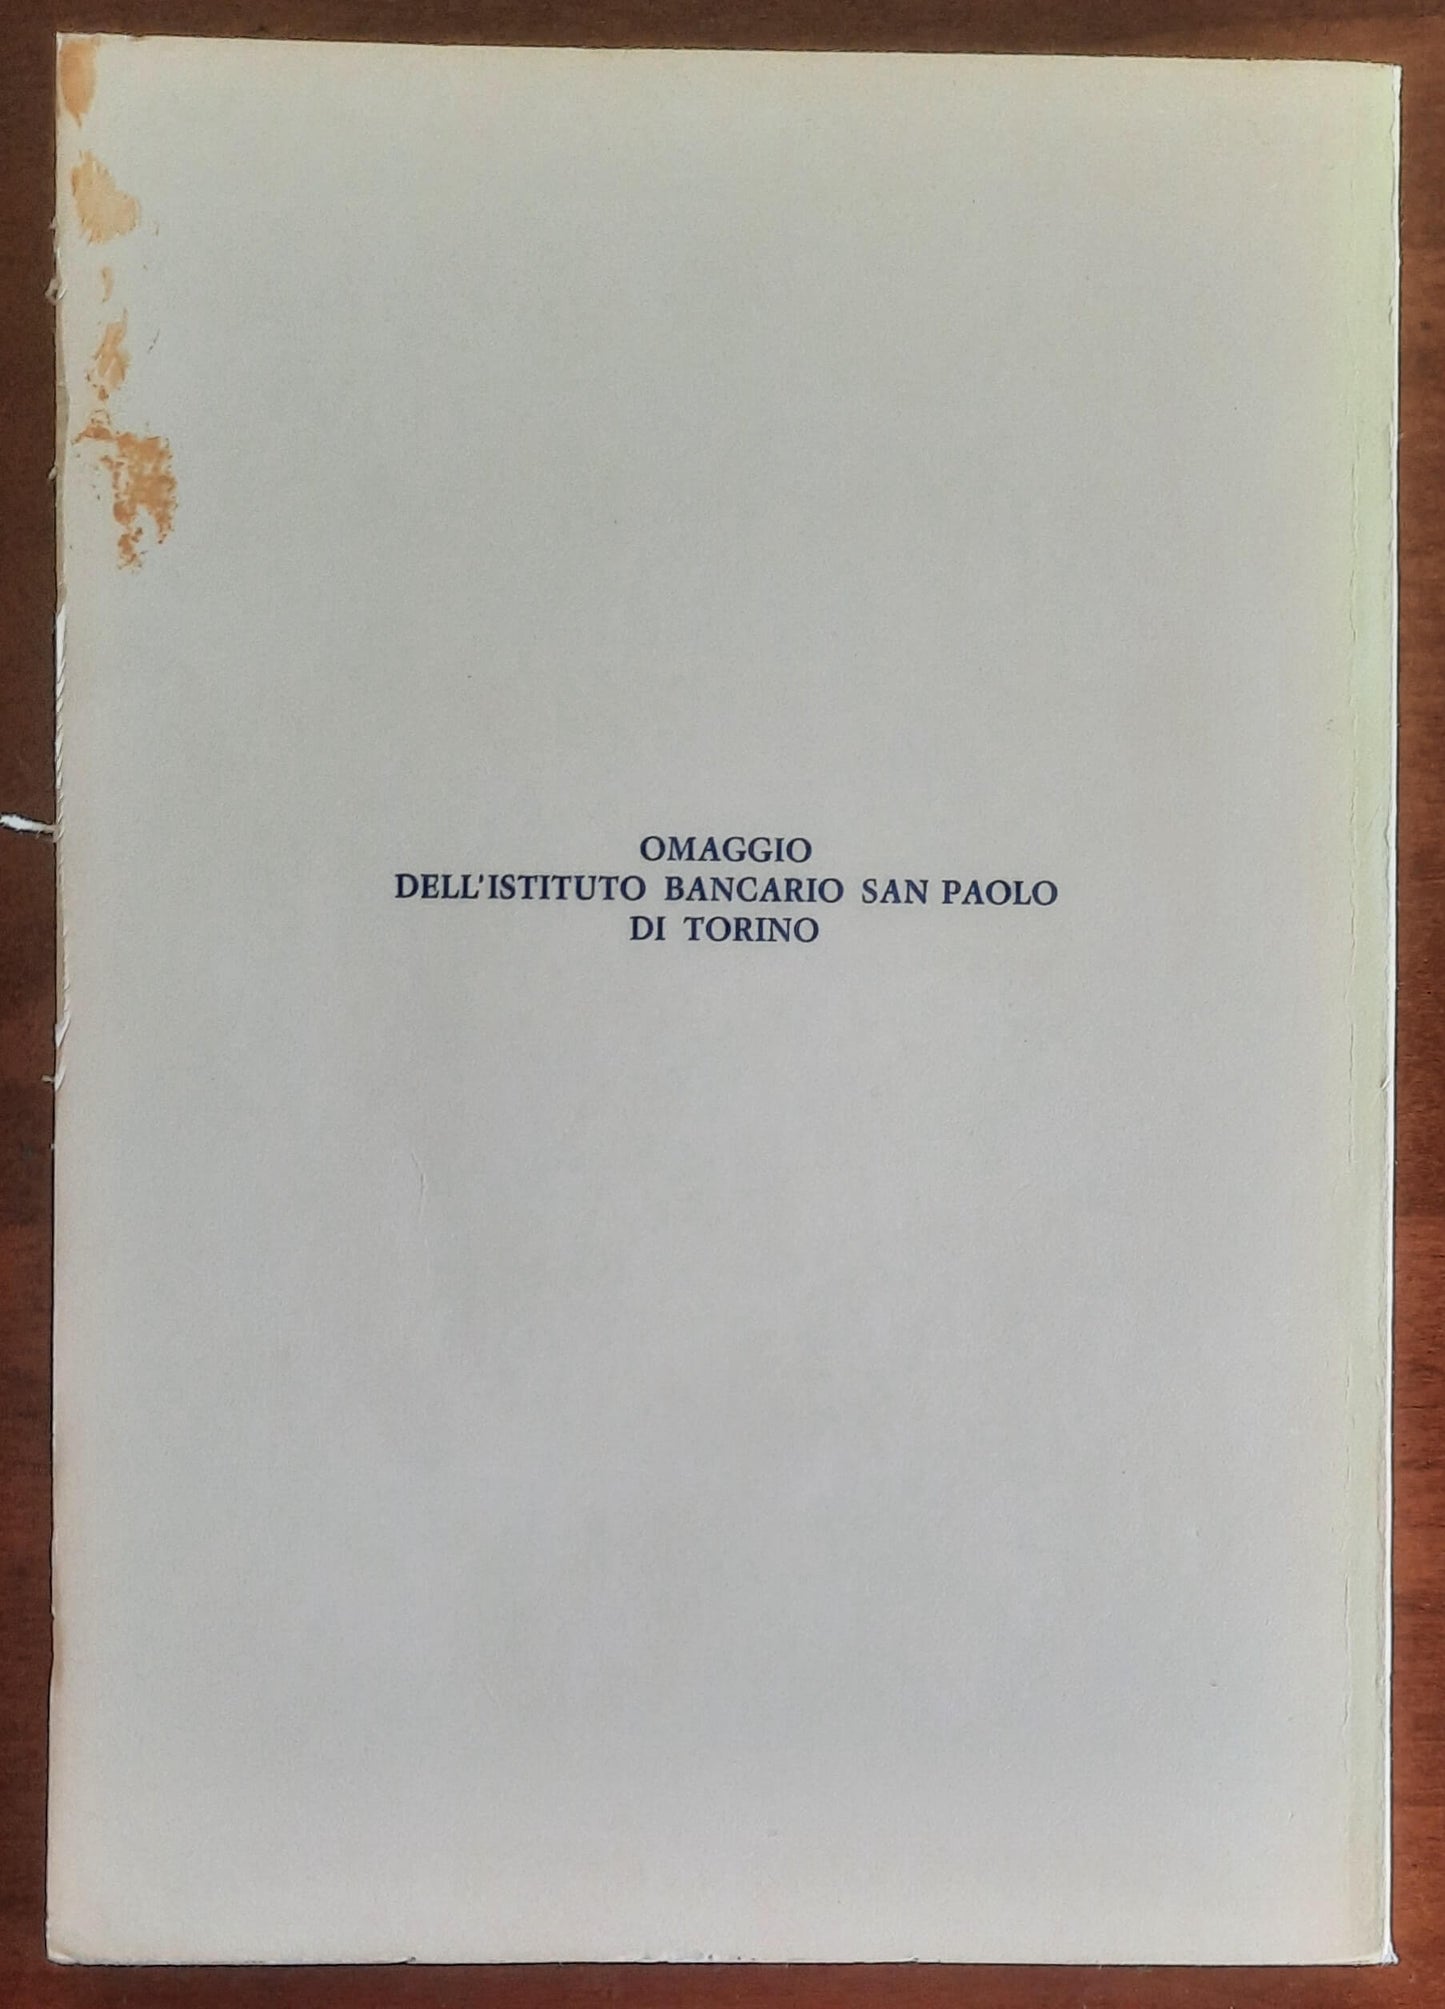 OMAGGIO
DELL'ISTITUTO BANCARIO SAN PAOLO
DI TORINO